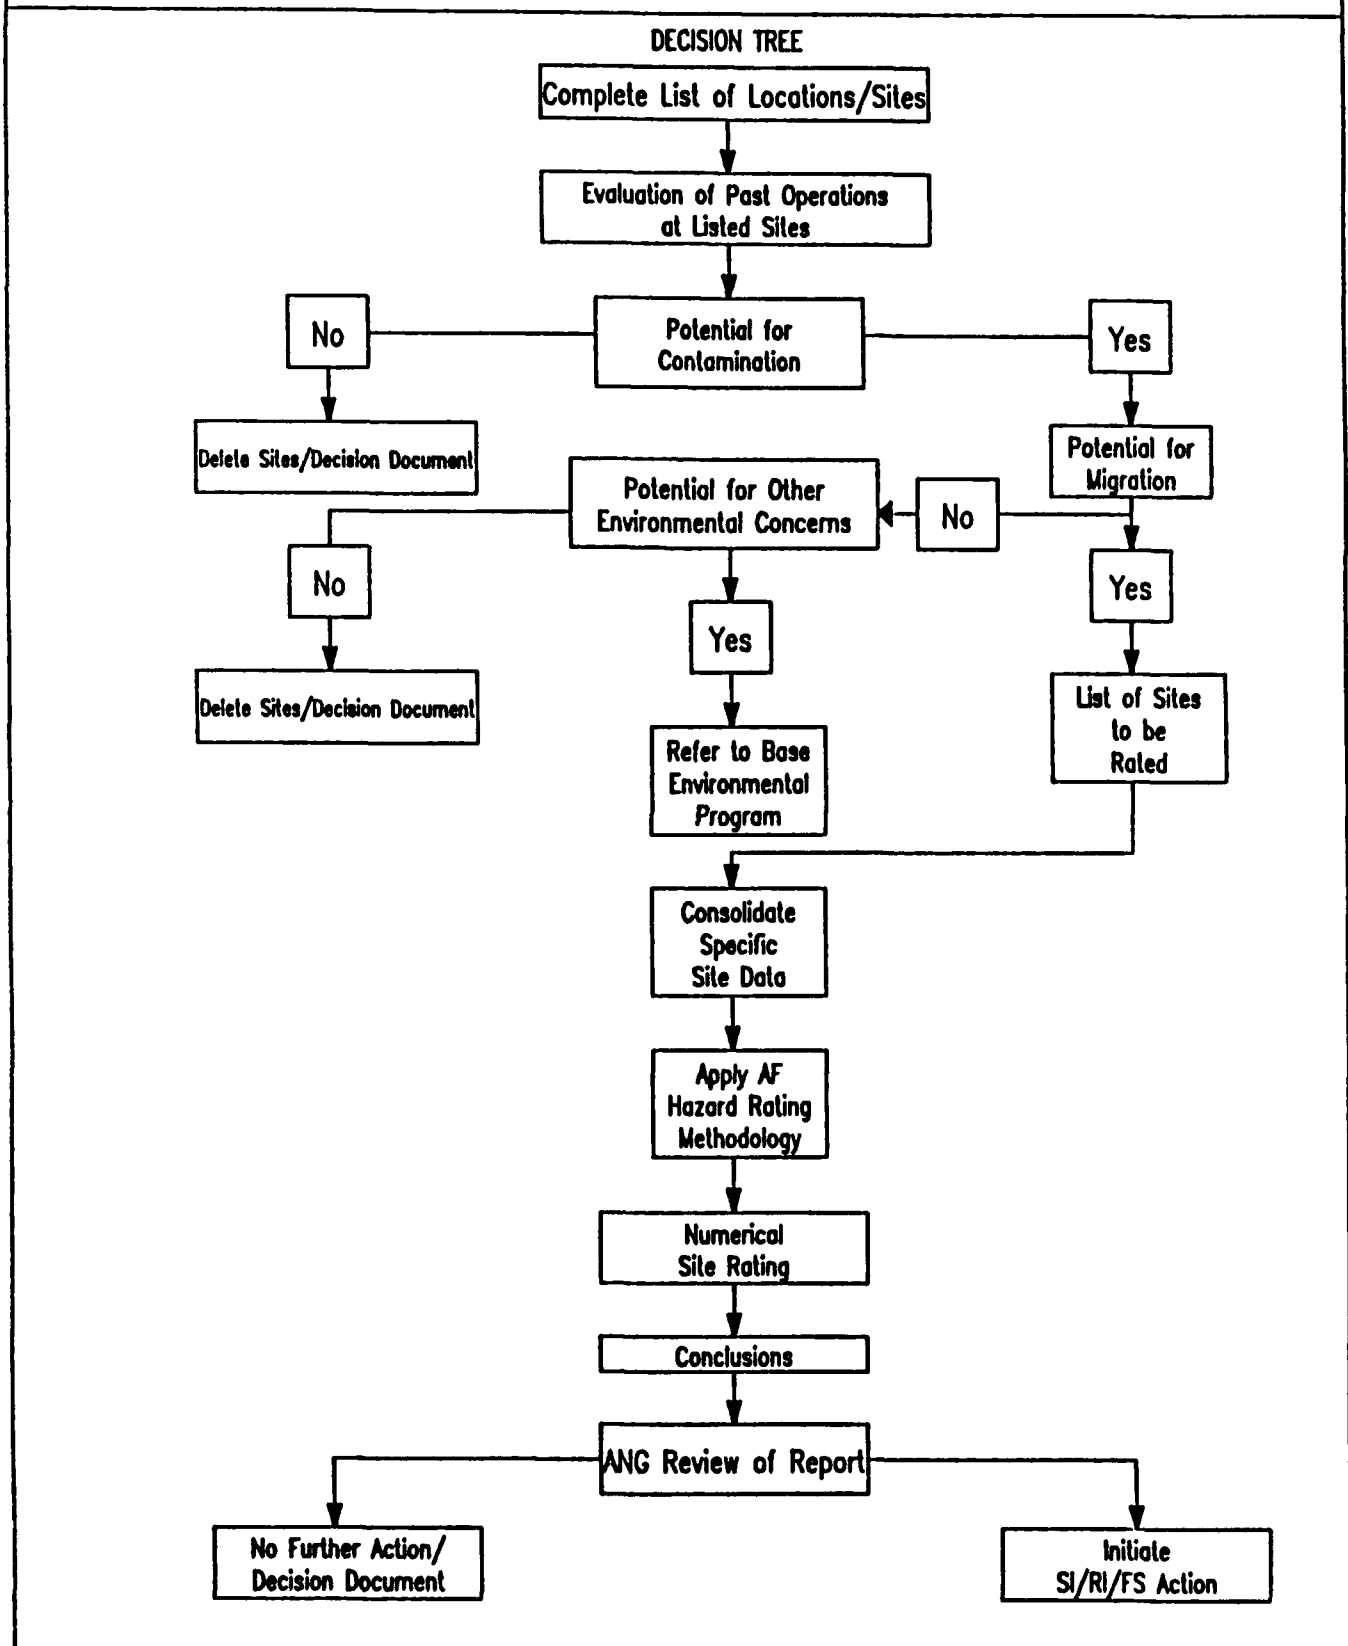 DECISION TREE
Complete List of Locations/Sites
Evaluation of Past Operations
at Listed Sites
No
Potential for
Contamination
Yes
Delete Sites/Decision Document
Potential for
Migration
Potential for Other
Environmental Concerns
No
No
Yes
Yes
Delete Sites/Decision Document
Refer to Base
Environmental
Program
List of Sites
to be
Rated
Consolidate
Specific
Site Data
Apply AF
Hazard Rating
Methodology
Numerical
Site Rating
Conclusions
ANG Review of Report
No Further Action/
Decision Document
Initiate
SI/RI/FS Action